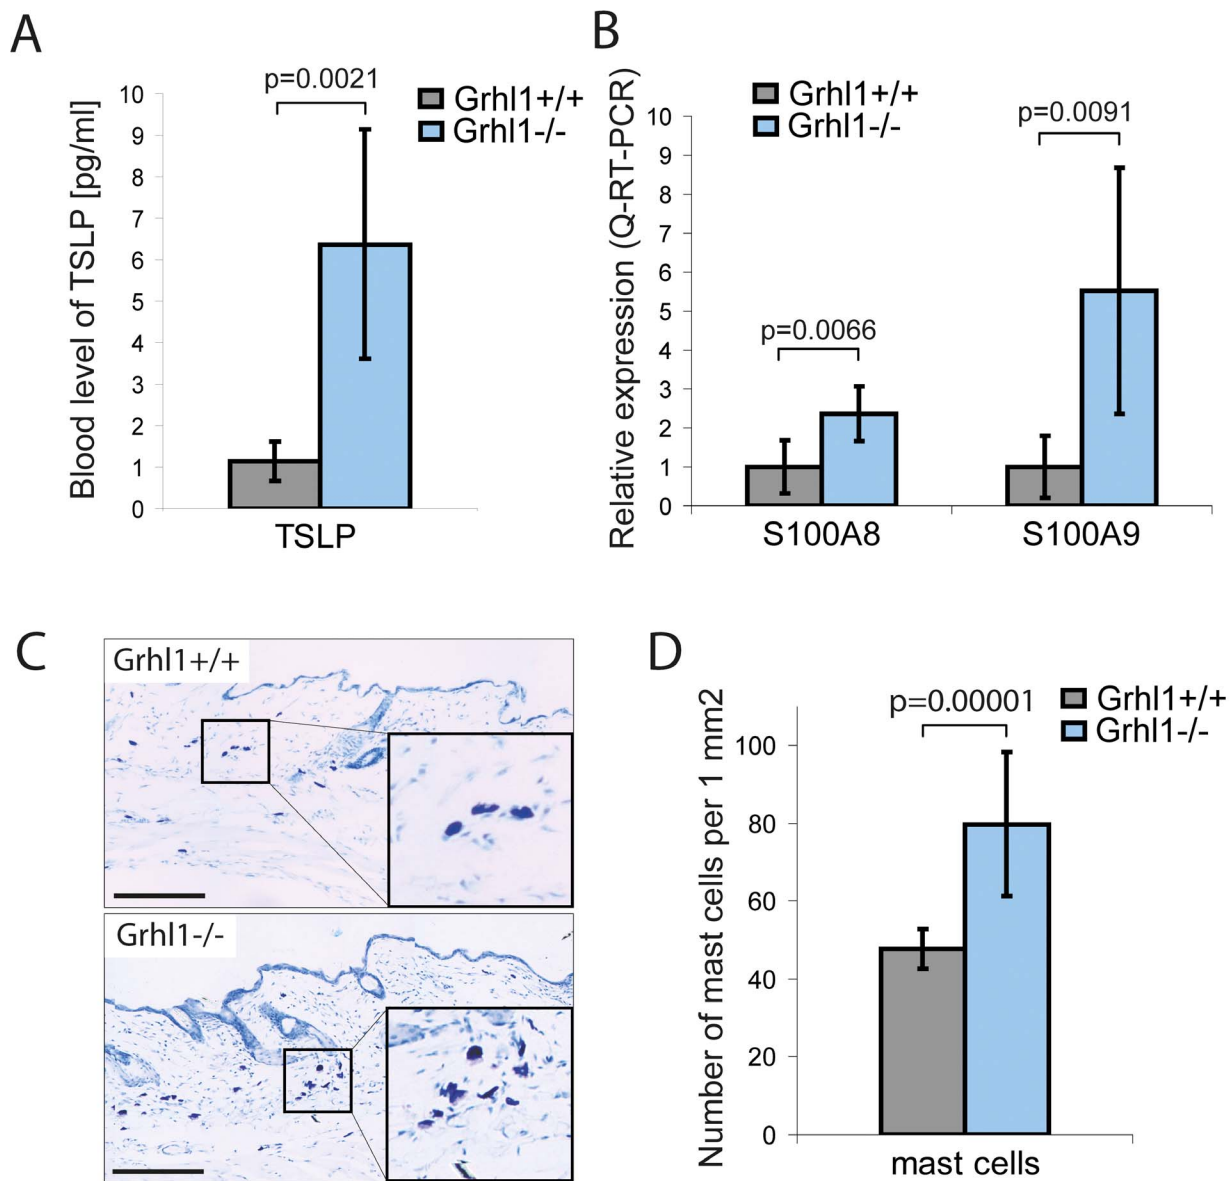 A
p=0.0021
Grhl1+/+
Grhl1-/-
Blood level of TSLP [pg/ml]
10
9
8
7
6
5
4
3
2
1
0
TSLP
B
Grhl1+/+
Grhl1-/-
p=0.0091
p=0.0066
Relative expression (Q-RT-PCR)
10
9
8
7
6
5
4
3
2
1
0
S100A8
S100A9
C
Grhl1+/+
Grhl1-/-
D
p=0.00001
Grhl1+/+
Grhl1-/-
Number of mast cells per 1 mm2
100
80
60
40
20
0
mast cells